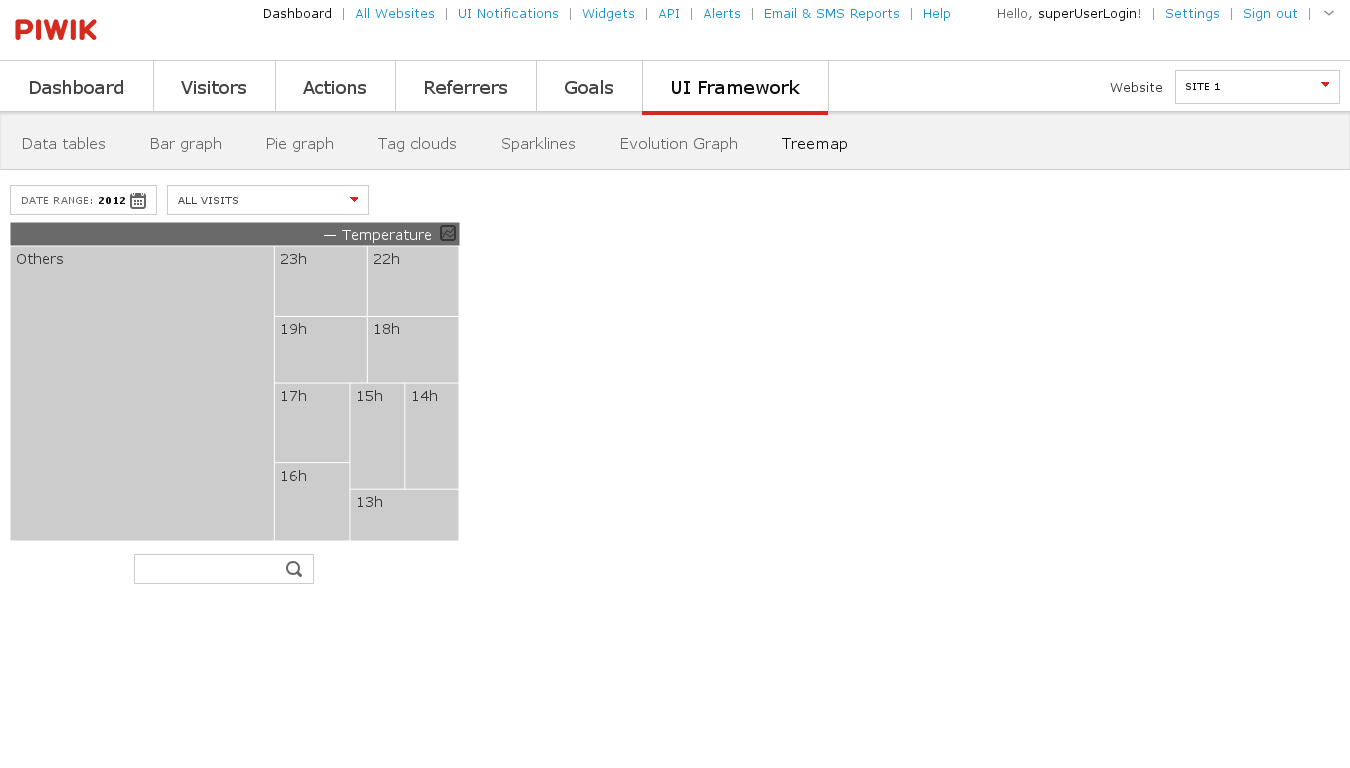 PIWIK
Dashboard | All Websites | UI Notifications | Widgets | API | Alerts | Email & SMS Reports | Help Hello, superUserLogin! | Settings | Sign out |
Dashboard Visitors Actions Referrers Goals UI Framework Website SITE 1
Data tables Bar graph Pie graph Tag clouds Sparklines Evolution Graph Treemap
DATE RANGE: 2012 ALL VISITS
— Temperature
Others 23h 22h
19h 18h
17h 15h 14h
16h
13h